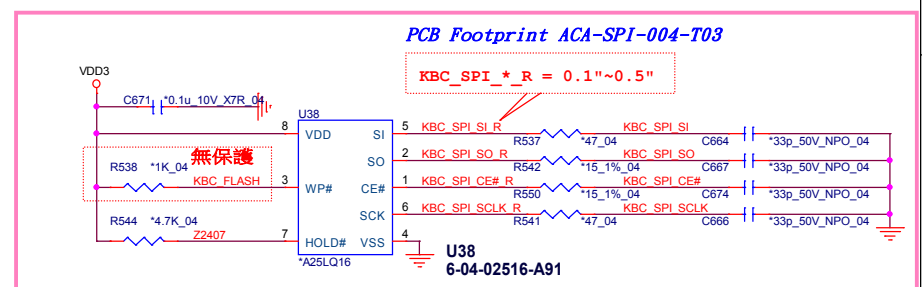 PCB Footprint ACA-SPI-004-T03
KBC_SPI_*_R = 0.1"~0.5"
VDD3
C671 *0.1u_10V_X7R_04
U38
8 VDD SI 5 KBC_SPI_SI_R R537 *47_04 KBC_SPI_SI C664 *33p_50V_NPO_04
無保護
SO 2 KBC_SPI_SO_R R542 *15_1%_04 KBC_SPI_SO C667 *33p_50V_NPO_04
R538 *1K_04 KBC_FLASH 3 WP# CE# 1 KBC_SPI_CE#_R R550 *15_1%_04 KBC_SPI_CE# C674 *33p_50V_NPO_04
SCK 6 KBC_SPI_SCLK_R R541 *47_04 KBC_SPI_SCLK C666 *33p_50V_NPO_04
R544 *4.7K_04 Z2407 7 HOLD# VSS 4
*A25LQ16
U38
6-04-02516-A91